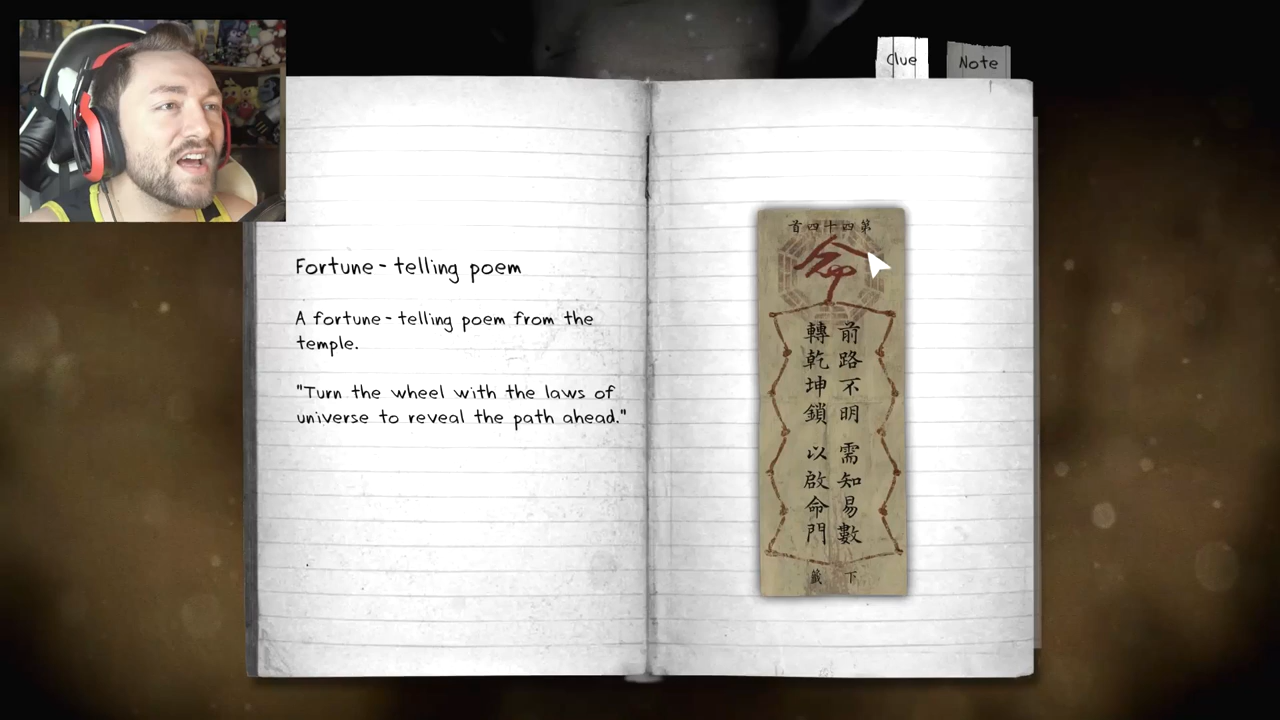 Clue
Note
Fortune-telling poem
A fortune-telling poem from the
temple.
"Turn the wheel with the laws of
universe to reveal the path ahead."
第四十四首
命
前路不明 需知易數
轉乾坤鎖 以啟命門
下籤